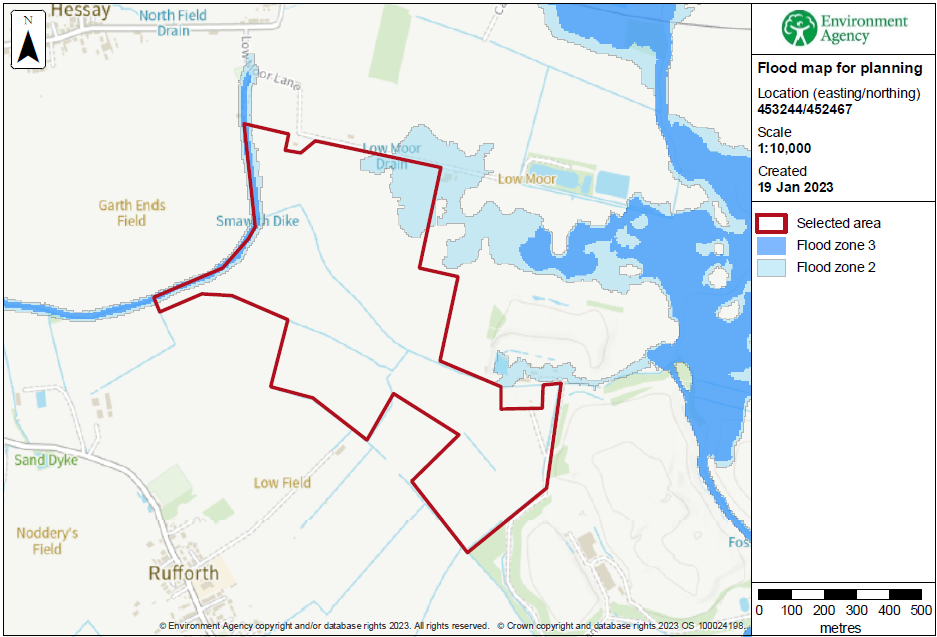 Hessay
North Field
Drain
Low Moor Lane
Ca
N
Low Moor
Drain
Low Moor
Garth Ends
Field
Smawith Dike
Sand Dyke
Low Field
Noddery's
Field
Rufforth
Fos
© Environment Agency copyright and/or database rights 2023. All rights reserved. © Crown copyright and database rights 2023 OS 100024198.
Environment
Agency
Flood map for planning
Location (easting/northing)
453244/452467
Scale
1:10,000
Created
19 Jan 2023
Selected area
Flood zone 3
Flood zone 2
0 100 200 300 400 500
metres